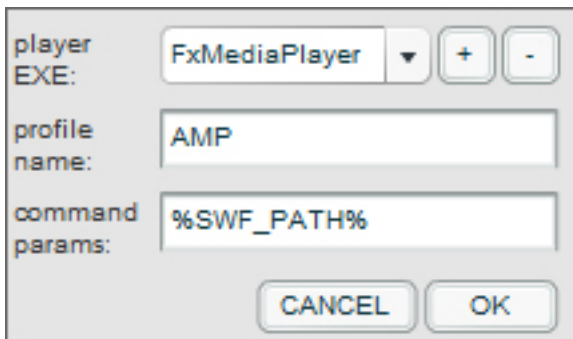 player
EXE:
FxMediaPlayer
+
-
profile
name:
AMP
command
params:
%SWF_PATH%
CANCEL
OK